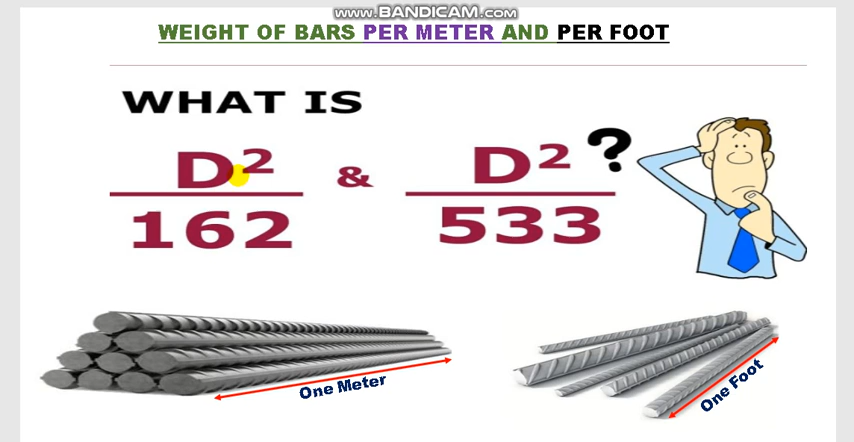 www.BANDICAM.com
WEIGHT OF BARS PER METER AND PER FOOT
WHAT IS
D² & D² ?
162 533
One Meter
One Foot